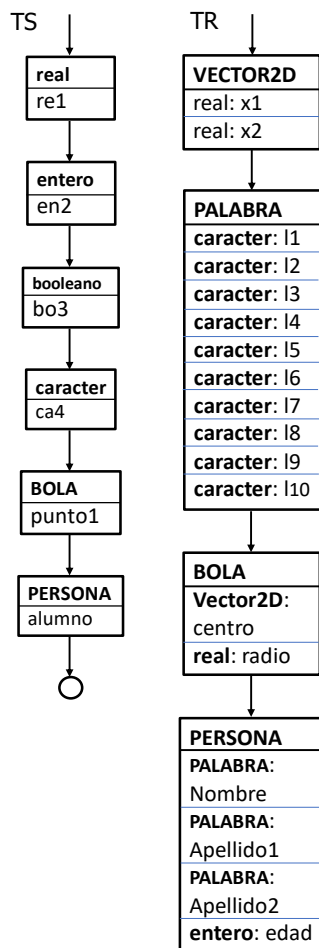 TS
real
re1
entero
en2
booleano
bo3
caracter
ca4
BOLA
punto1
PERSONA
alumno
TR
VECTOR2D
real: x1
real: x2
PALABRA
caracter: l1
caracter: l2
caracter: l3
caracter: l4
caracter: l5
caracter: l6
caracter: l7
caracter: l8
caracter: l9
caracter: l10
BOLA
Vector2D:
centro
real: radio
PERSONA
PALABRA:
Nombre
PALABRA:
Apellido1
PALABRA:
Apellido2
entero: edad